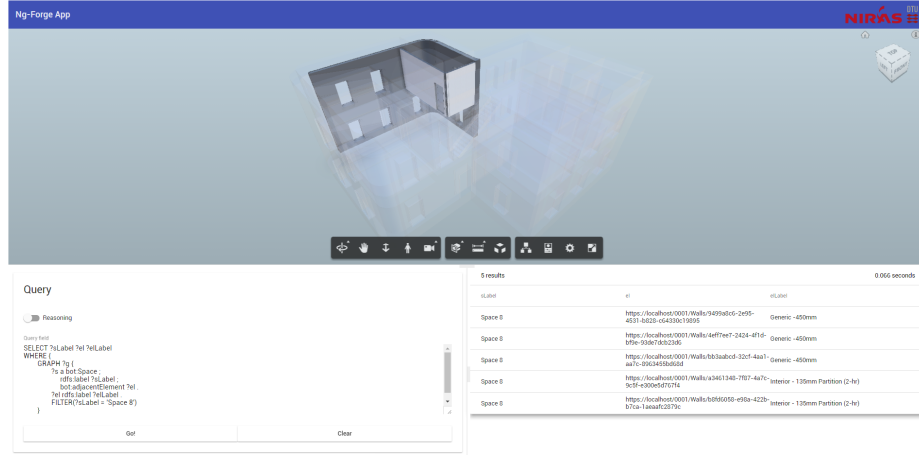 Ng-Forge App
DTU
NIRAS
TOP
Query
Reasoning
Query field
SELECT ?sLabel ?el ?elLabel
WHERE {
GRAPH ?g {
?s a bot:Space ;
rdfs:label ?sLabel ;
bot:adjacentElement ?el .
?el rdfs:label ?elLabel .
FILTER(?sLabel = 'Space 8')
}
Go!
Clear
5 results
0.066 seconds
sLabel
el
elLabel
Space 8
https://localhost/0001/Walls/9499a8c6-2e95-
4531-b828-c64330c19895
Generic -450mm
Space 8
https://localhost/0001/Walls/4eff7ee7-2424-4f1d-
bf9e-93de7dcb23d6
Generic -450mm
Space 8
https://localhost/0001/Walls/bb3aabcd-32cf-4aa1-
aa7c-8963455bd68d
Generic -450mm
Space 8
https://localhost/0001/Walls/a3461348-7f87-4a7c-
9c5f-e300e5d767f4
Interior - 135mm Partition (2-hr)
Space 8
https://localhost/0001/Walls/b8fd6058-e98a-422b-
b7ca-1aeaafc2879c
Interior - 135mm Partition (2-hr)